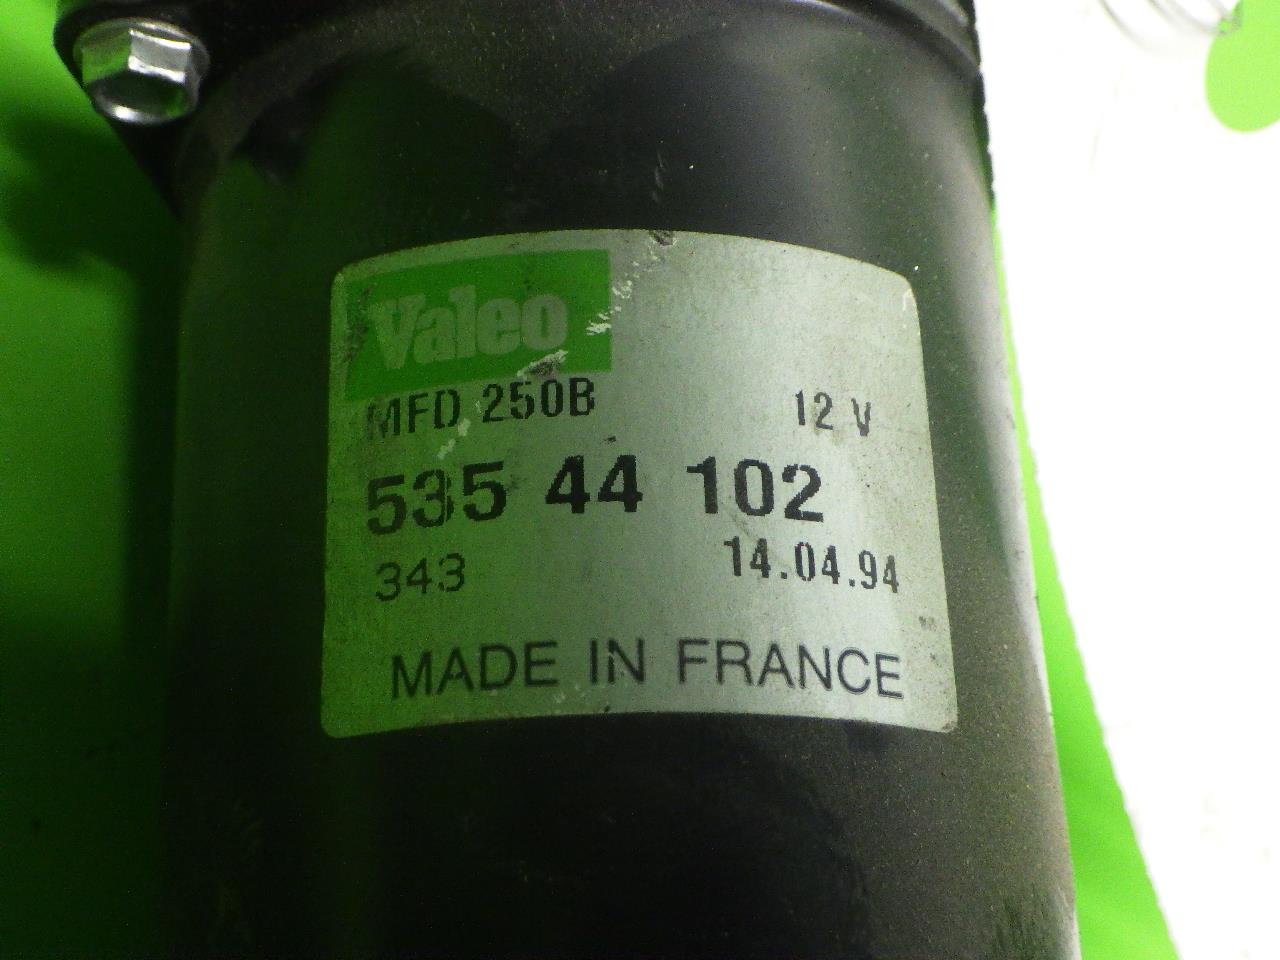 Valeo
MFD 250B 12 V
535 44 102
343 14.04.94
MADE IN FRANCE